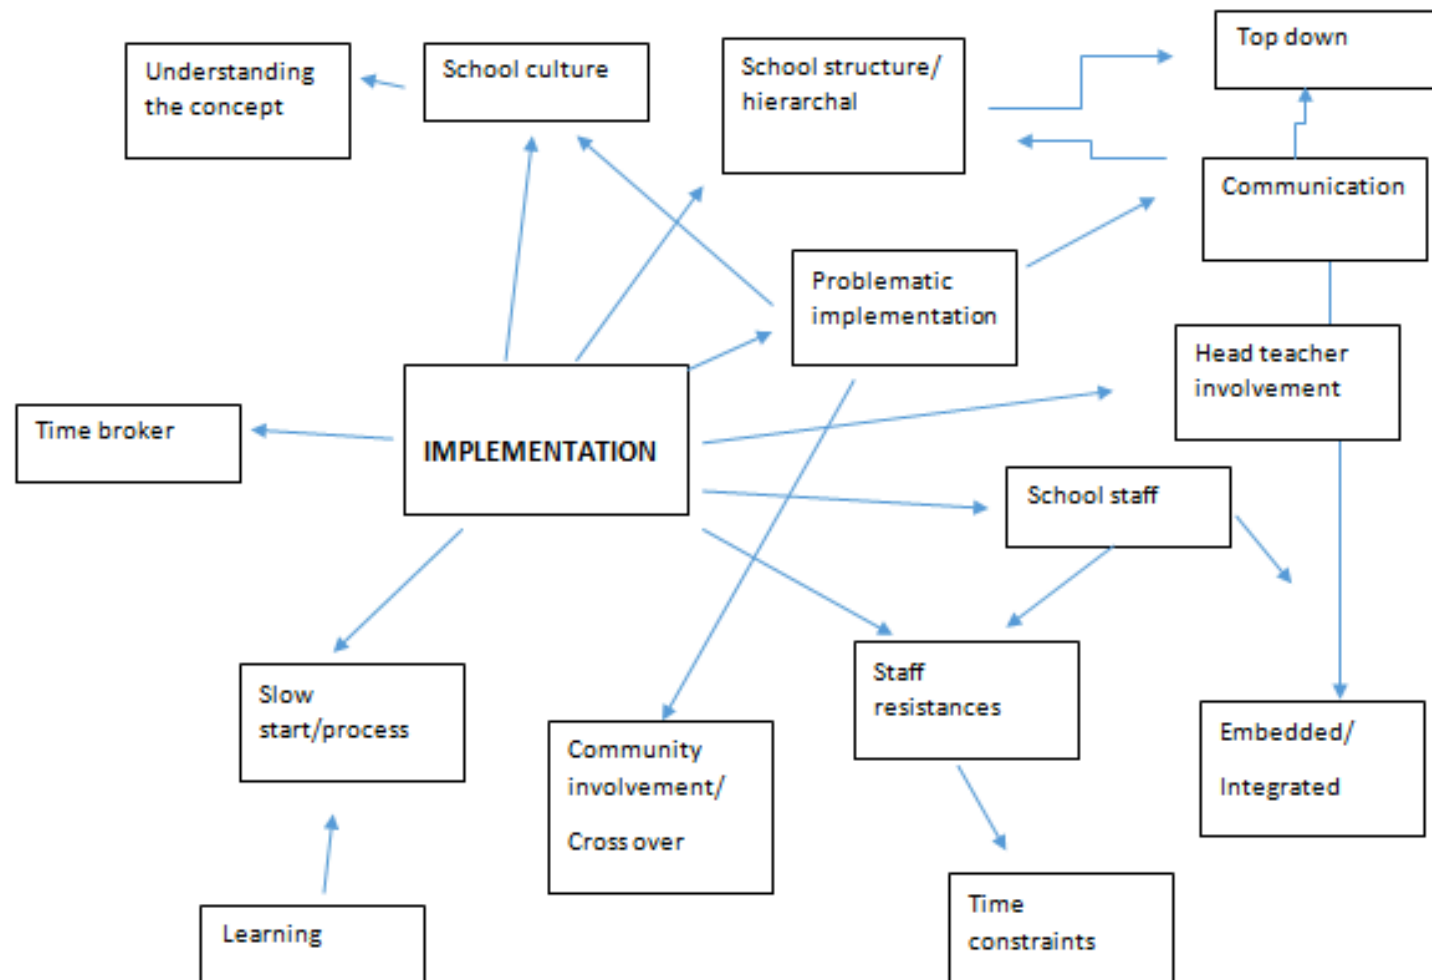 Top down
Understanding
the concept
School culture
School structure/
hierarchal
Communication
Problematic
implementation
Head teacher
involvement
Time broker
IMPLEMENTATION
School staff
Slow
start/process
Staff
resistances
Community
involvement/
Cross over
Embedded/
Integrated
Learning
Time
constraints